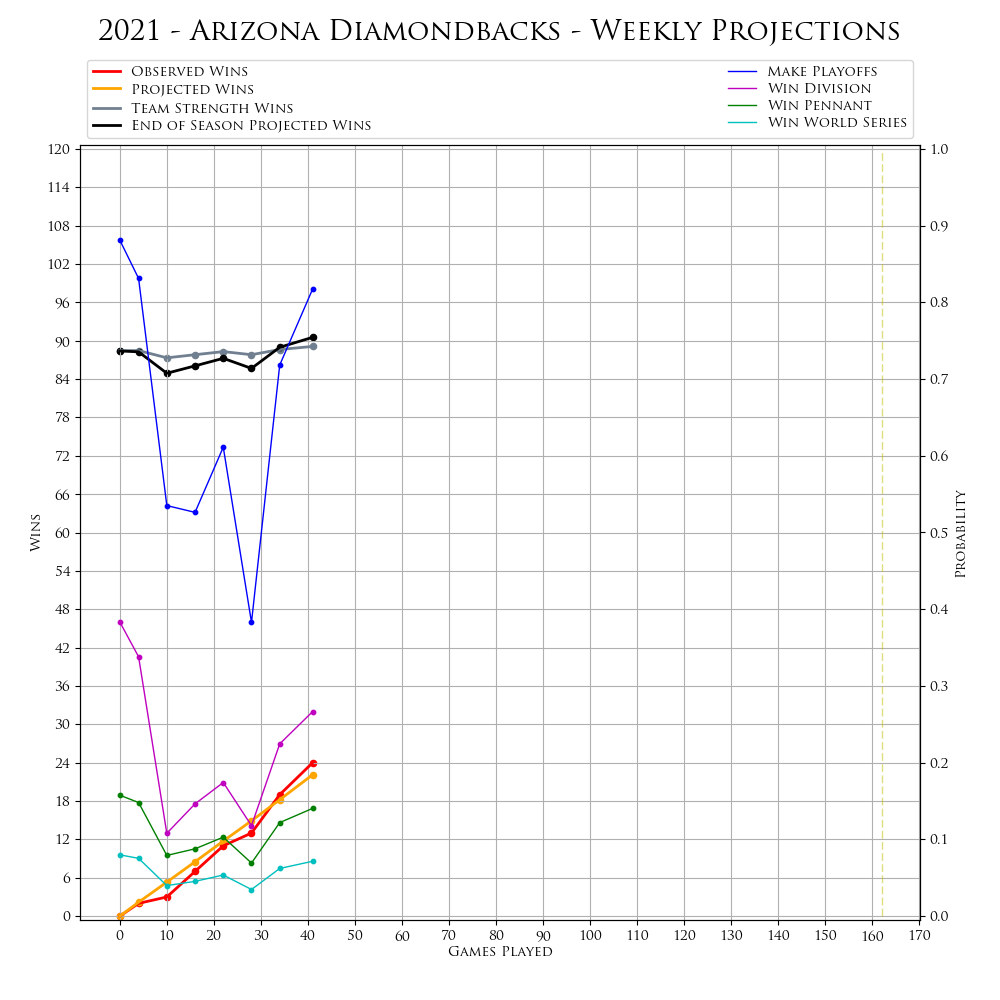 2021 - Arizona Diamondbacks - Weekly Projections
Observed Wins
Projected Wins
Team Strength Wins
End of Season Projected Wins
Make Playoffs
Win Division
Win Pennant
Win World Series
120
114
108
102
96
90
84
78
72
66
60
54
48
42
36
30
24
18
12
6
0
Wins
1.0
0.9
0.8
0.7
0.6
0.5
0.4
0.3
0.2
0.1
0.0
Probability
0 10 20 30 40 50 60 70 80 90 100 110 120 130 140 150 160 170
Games Played